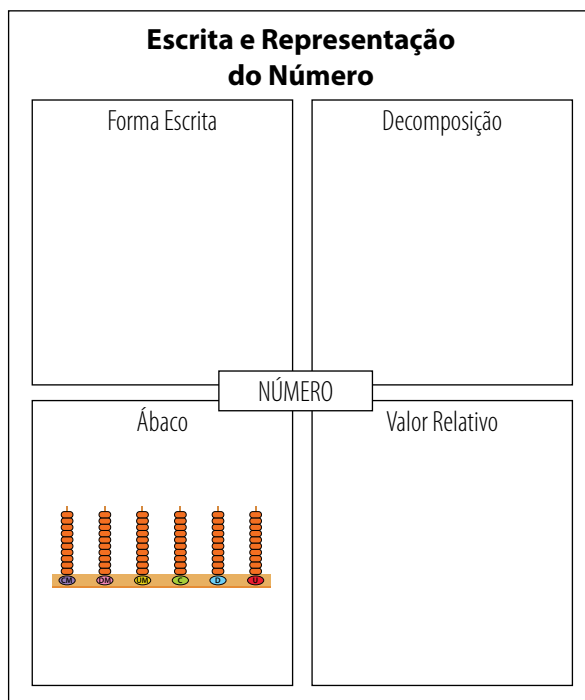 Escrita e Representação
do Número
Forma Escrita
Decomposição
NÚMERO
Ábaco
Valor Relativo
CM DM UM C D U